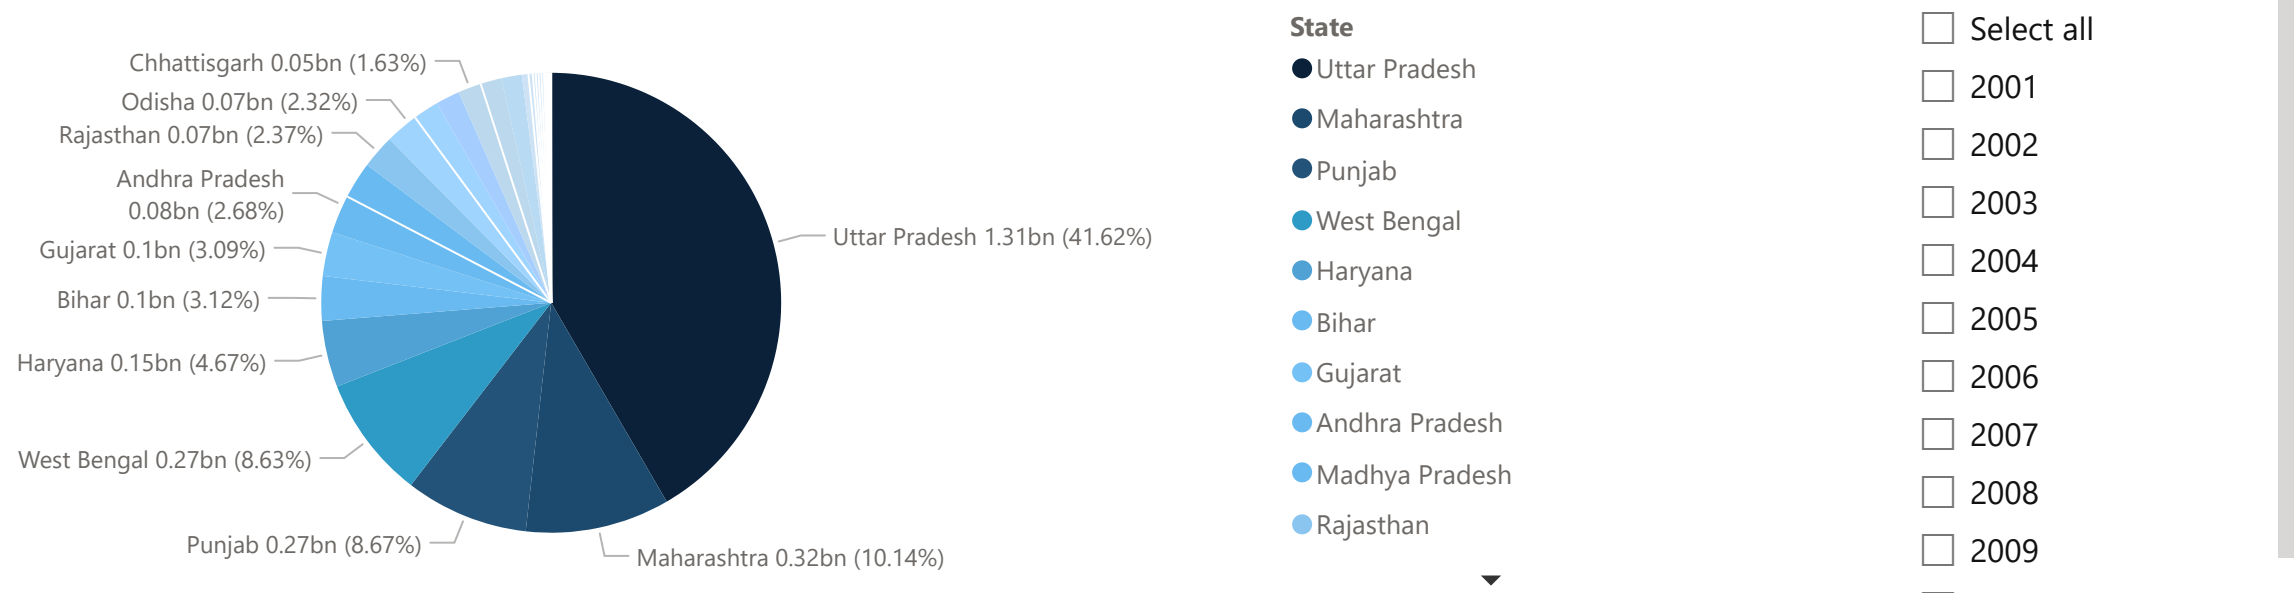 Chhattisgarh 0.05bn (1.63%)
Odisha 0.07bn (2.32%)
Rajasthan 0.07bn (2.37%)
Andhra Pradesh
0.08bn (2.68%)
Gujarat 0.1bn (3.09%)
Bihar 0.1bn (3.12%)
Haryana 0.15bn (4.67%)
West Bengal 0.27bn (8.63%)
Punjab 0.27bn (8.67%)
Maharashtra 0.32bn (10.14%)
Uttar Pradesh 1.31bn (41.62%)
State
Uttar Pradesh
Maharashtra
Punjab
West Bengal
Haryana
Bihar
Gujarat
Andhra Pradesh
Madhya Pradesh
Rajasthan
Select all
2001
2002
2003
2004
2005
2006
2007
2008
2009